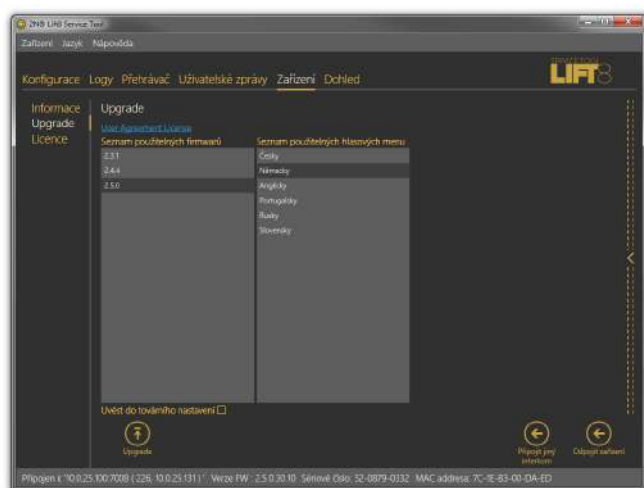 2N® Lift8 Service Tool
Zařízení Jazyk Nápověda
SERVICE TOOL
LIFT8
Konfigurace Logy Přehrávač Uživatelské zprávy Zařízení Dohled
Informace
Upgrade
Licence
Upgrade
User Agreement License
Seznam použitelných firmwarů Seznam použitelných hlasových menu
2.3.1 Česky
2.4.4 Německy
2.5.0 Anglicky
Portugalsky
Rusky
Slovensky
Uvést do továrního nastavení
Upgrade
Připojit jiný
interkom
Odpojit zařízení
Připojen k "10.0.25.100:7008 (226, 10.0.25.131)" Verze FW : 2.5.0.30.10 Sériové číslo: 52-0879-0332 MAC addresa: 7C-1E-B3-00-DA-ED